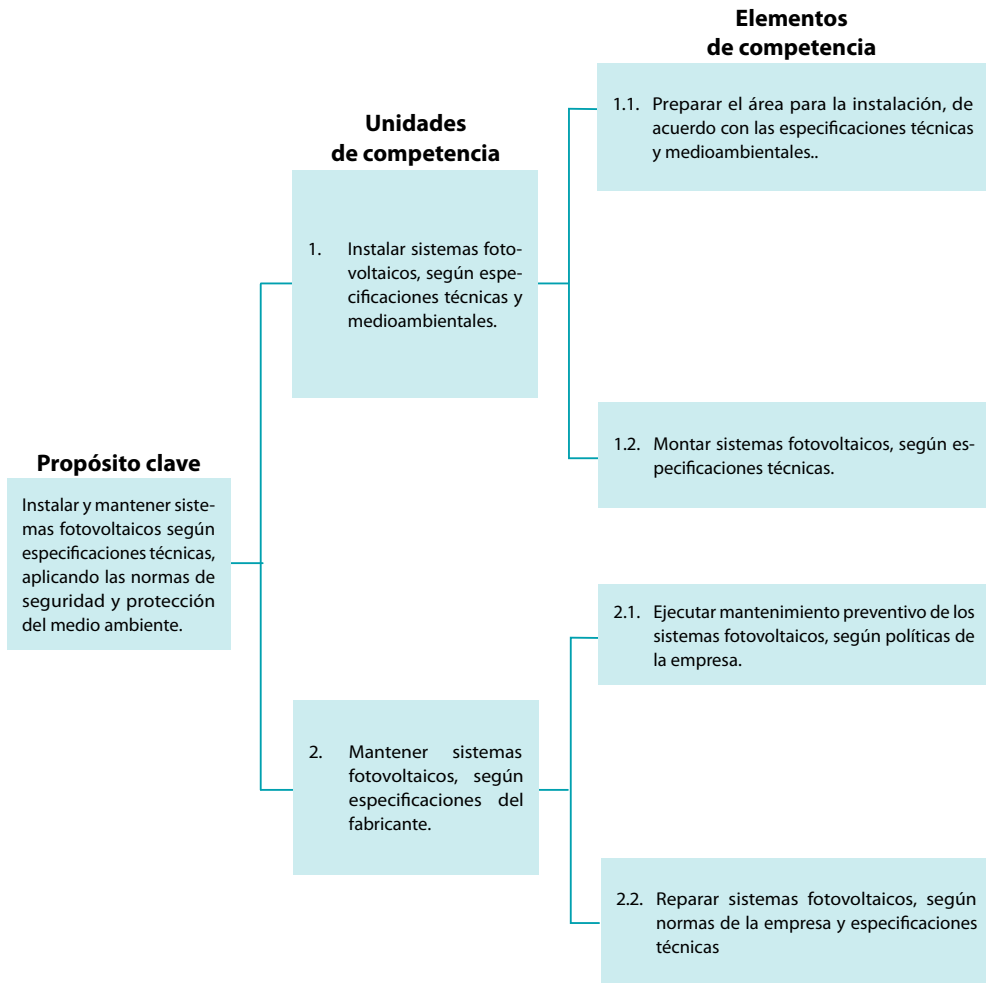 Elementos
de competencia
1.1. Preparar el área para la instalación, de
acuerdo con las especificaciones técnicas
y medioambientales..
Unidades
de competencia
1. Instalar sistemas foto-
voltaicos, según espe-
cificaciones técnicas y
medioambientales.
1.2. Montar sistemas fotovoltaicos, según es-
pecificaciones técnicas.
Propósito clave
Instalar y mantener siste-
mas fotovoltaicos según
especificaciones técnicas,
aplicando las normas de
seguridad y protección
del medio ambiente.
2.1. Ejecutar mantenimiento preventivo de los
sistemas fotovoltaicos, según políticas de
la empresa.
2. Mantener sistemas
fotovoltaicos, según
especificaciones del
fabricante.
2.2. Reparar sistemas fotovoltaicos, según
normas de la empresa y especificaciones
técnicas